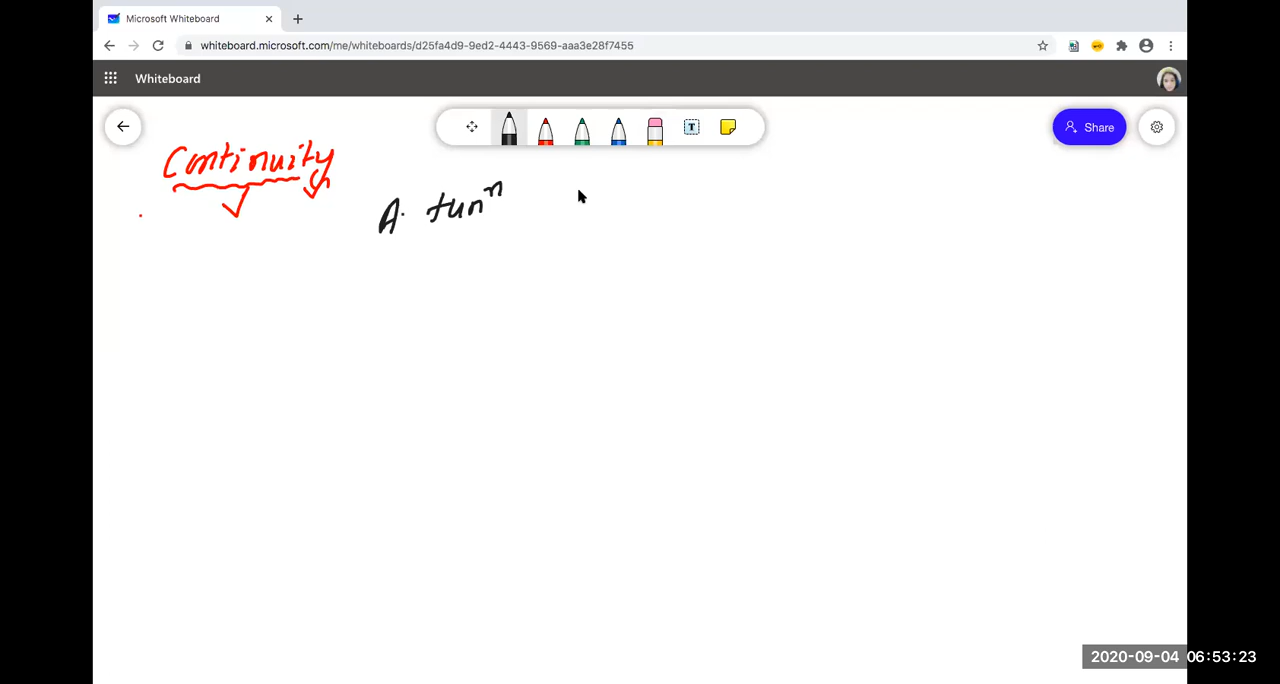 Microsoft Whiteboard
whiteboard.microsoft.com/me/whiteboards/d25fa4d9-9ed2-4443-9569-aaa3e28f7455
Whiteboard
T
Share
Continuity
A funⁿ
2020-09-04 06:53:23